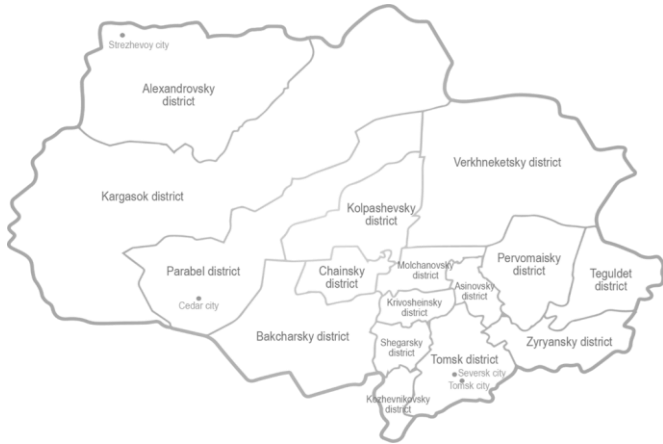 Strezhevoy city
Alexandrovsky
district
Verkhneketsky district
Kargasok district
Kolpashevsky
district
Parabel district
Cedar city
Chainsky
district
Molchanovsky
district
Pervomaisky
district
Teguldet
district
Asinovsky
district
Krivosheinsky
district
Bakcharsky district
Shegarsky
district
Zyryansky district
Tomsk district
Seversk city
Tomsk city
Kozhevnikovsky
district